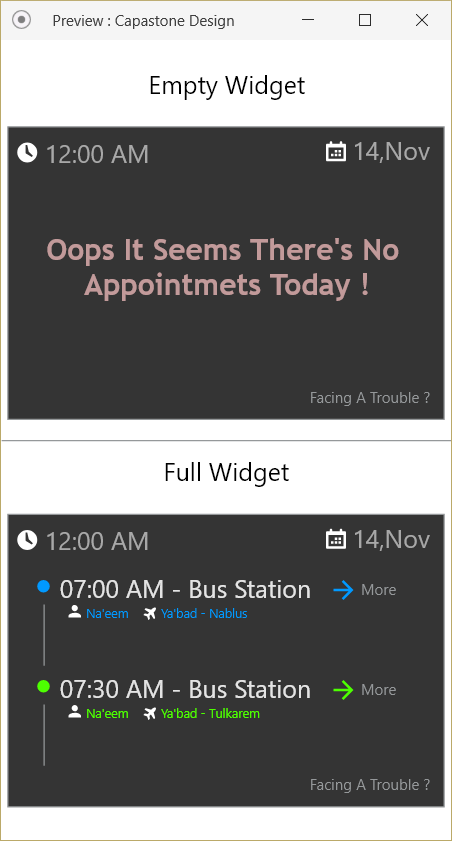 Preview : Capastone Design
Empty Widget
12:00 AM 14,Nov
Oops It Seems There's No
Appointmets Today !
Facing A Trouble ?
Full Widget
12:00 AM 14,Nov
07:00 AM - Bus Station More
Na'eem Ya'bad - Nablus
07:30 AM - Bus Station More
Na'eem Ya'bad - Tulkarem
Facing A Trouble ?